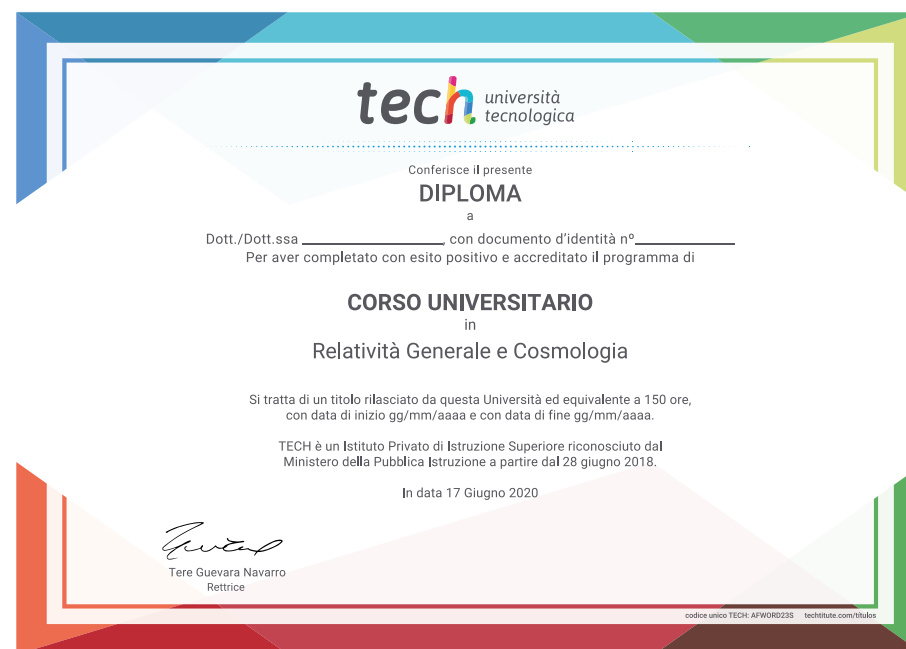 tech università
tecnologica
Conferisce il presente
DIPLOMA
a
Dott./Dott.ssa ____________________, con documento d'identità nº______________
Per aver completato con esito positivo e accreditato il programma di
CORSO UNIVERSITARIO
in
Relatività Generale e Cosmologia
Si tratta di un titolo rilasciato da questa Università ed equivalente a 150 ore,
con data di inizio gg/mm/aaaa e con data di fine gg/mm/aaaa.
TECH è un Istituto Privato di Istruzione Superiore riconosciuto dal
Ministero della Pubblica Istruzione a partire dal 28 giugno 2018.
In data 17 Giugno 2020
Tere Guevara Navarro
Rettrice
codice unico TECH: AFWORD23S techtitute.com/titulos